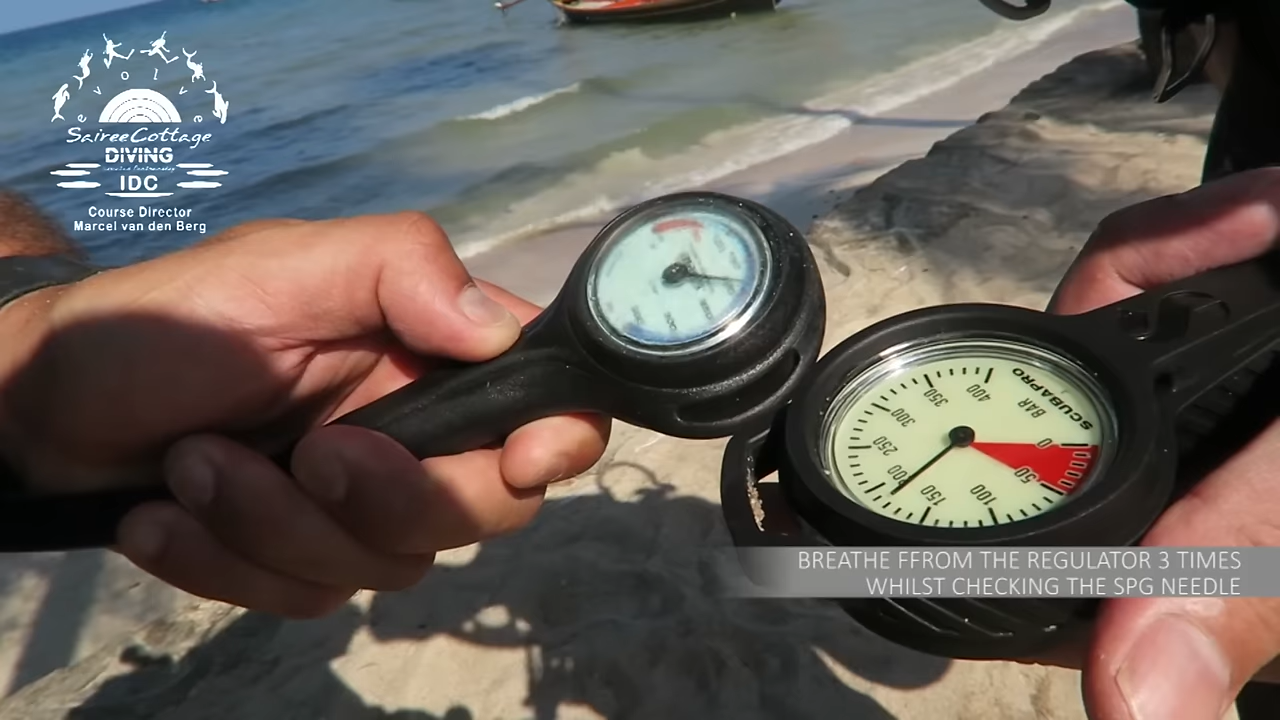 evolve
SaireeCottage
DIVING
IDC
Course Director
Marcel van den Berg
SCUBAPRO
BAR
0
50
100
150
200
250
300
350
400
BREATHE FFROM THE REGULATOR 3 TIMES
WHILST CHECKING THE SPG NEEDLE